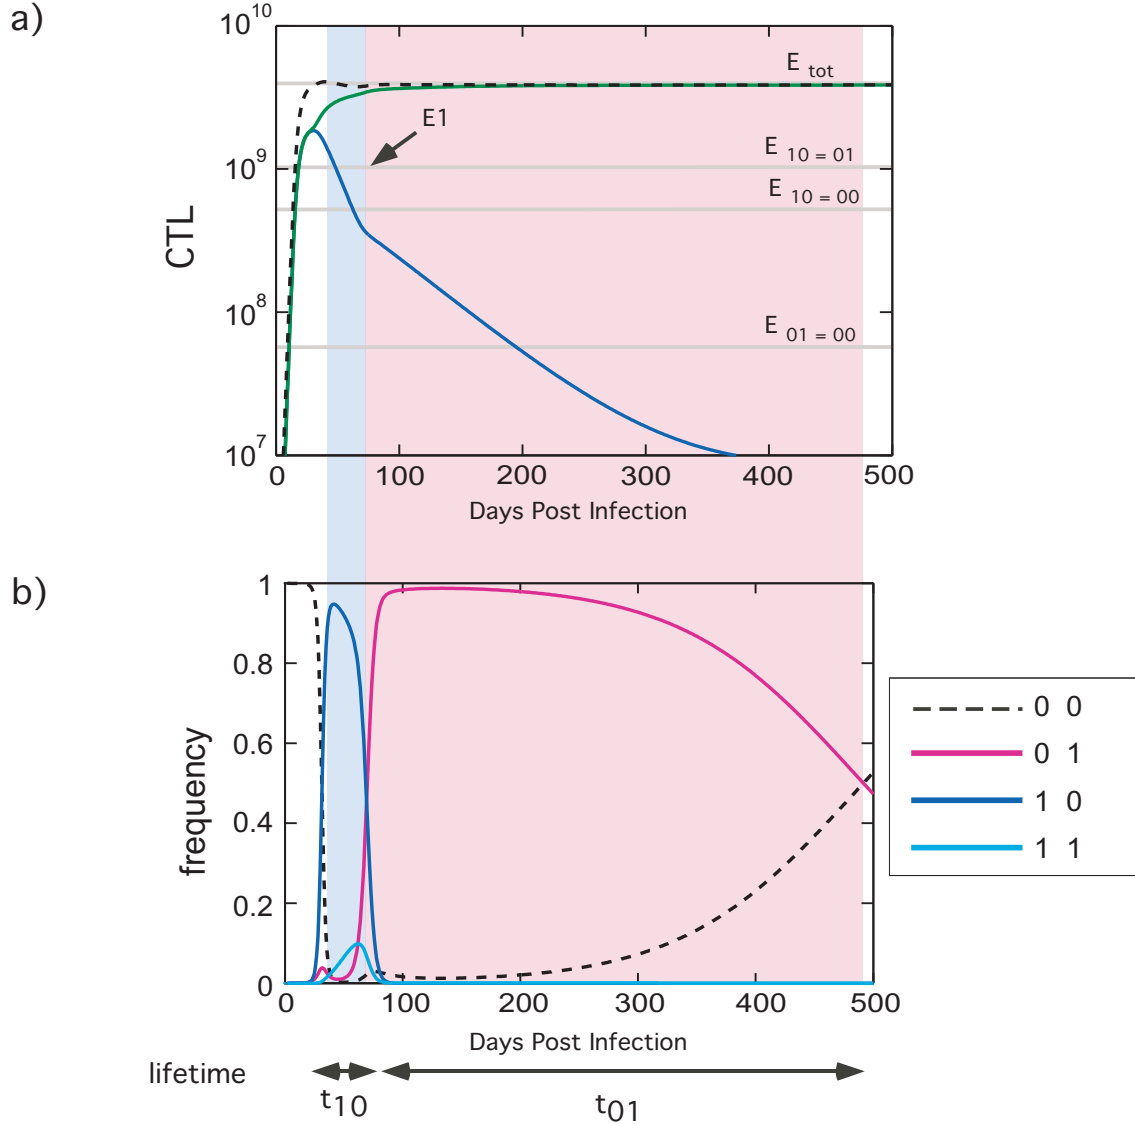 a)
10^10
10^9
10^8
10^7
CTL
E tot
E1
E 10 = 01
E 10 = 00
E 01 = 00
0 100 200 300 400 500
Days Post Infection
b)
1
0.8
0.6
0.4
0.2
0
frequency
0 0
0 1
1 0
1 1
0 100 200 300 400 500
Days Post Infection
lifetime
t10
t01